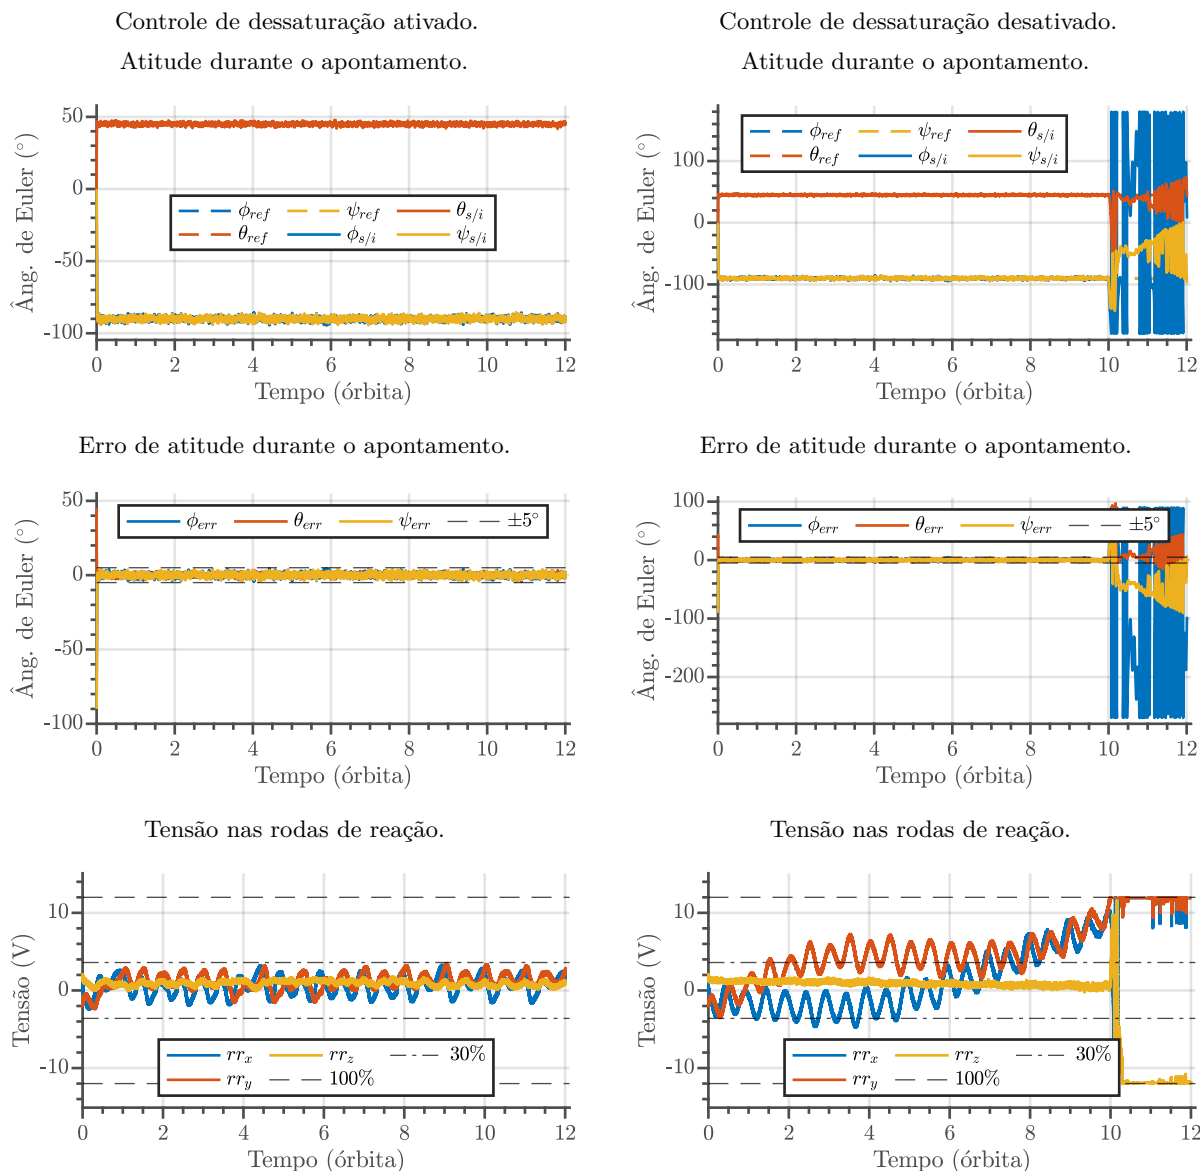 Controle de dessaturação ativado.
Atitude durante o apontamento.
Âng. de Euler (°)
50
0
-50
-100
ϕref ψref θs/i
θref ϕs/i ψs/i
0 2 4 6 8 10 12
Tempo (órbita)
Controle de dessaturação desativado.
Atitude durante o apontamento.
Âng. de Euler (°)
100
0
-100
ϕref ψref θs/i
θref ϕs/i ψs/i
0 2 4 6 8 10 12
Tempo (órbita)
Erro de atitude durante o apontamento.
Âng. de Euler (°)
50
0
-50
-100
ϕerr θerr ψerr ±5°
0 2 4 6 8 10 12
Tempo (órbita)
Erro de atitude durante o apontamento.
Âng. de Euler (°)
100
0
-100
-200
ϕerr θerr ψerr ±5°
0 2 4 6 8 10 12
Tempo (órbita)
Tensão nas rodas de reação.
Tensão (V)
10
0
-10
rrx rrz 30%
rry 100%
0 2 4 6 8 10 12
Tempo (órbita)
Tensão nas rodas de reação.
Tensão (V)
10
0
-10
rrx rrz 30%
rry 100%
0 2 4 6 8 10 12
Tempo (órbita)